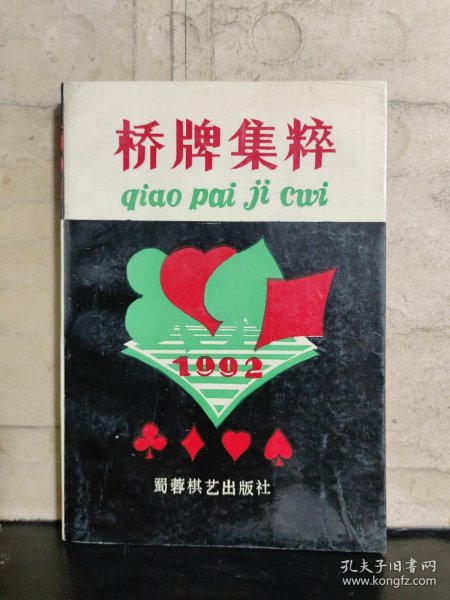 桥牌集粹
qiao pai ji cwi
1992
蜀蓉棋艺出版社
孔夫子旧书网
www.kongfz.com